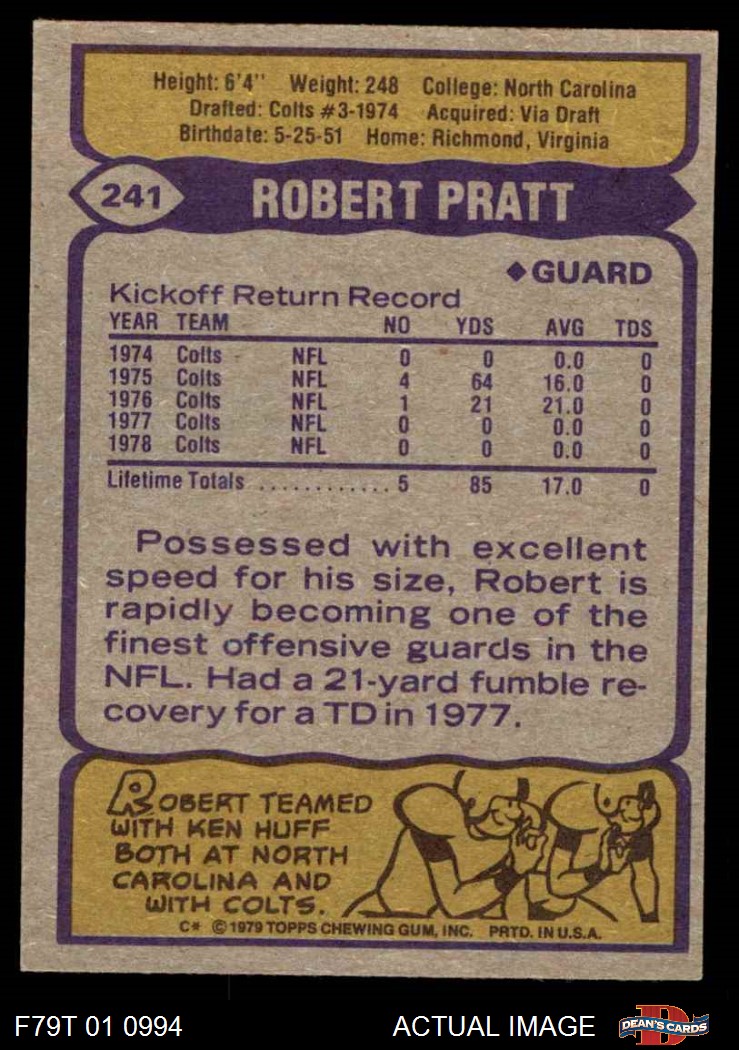 Height: 6'4" Weight: 248 College: North Carolina
Drafted: Colts #3-1974 Acquired: Via Draft
Birthdate: 5-25-51 Home: Richmond, Virginia
241 ROBERT PRATT
◆GUARD
Kickoff Return Record
YEAR TEAM NO YDS AVG TDS
1974 Colts NFL 0 0 0.0 0
1975 Colts NFL 4 64 16.0 0
1976 Colts NFL 1 21 21.0 0
1977 Colts NFL 0 0 0.0 0
1978 Colts NFL 0 0 0.0 0
Lifetime Totals ............ 5 85 17.0 0
Possessed with excellent
speed for his size, Robert is
rapidly becoming one of the
finest offensive guards in the
NFL. Had a 21-yard fumble re-
covery for a TD in 1977.
ROBERT TEAMED
WITH KEN HUFF
BOTH AT NORTH
CAROLINA AND
WITH COLTS.
C* © 1979 TOPPS CHEWING GUM, INC. PRTD. IN U.S.A.
F79T 01 0994 ACTUAL IMAGE D DEAN'S CARDS